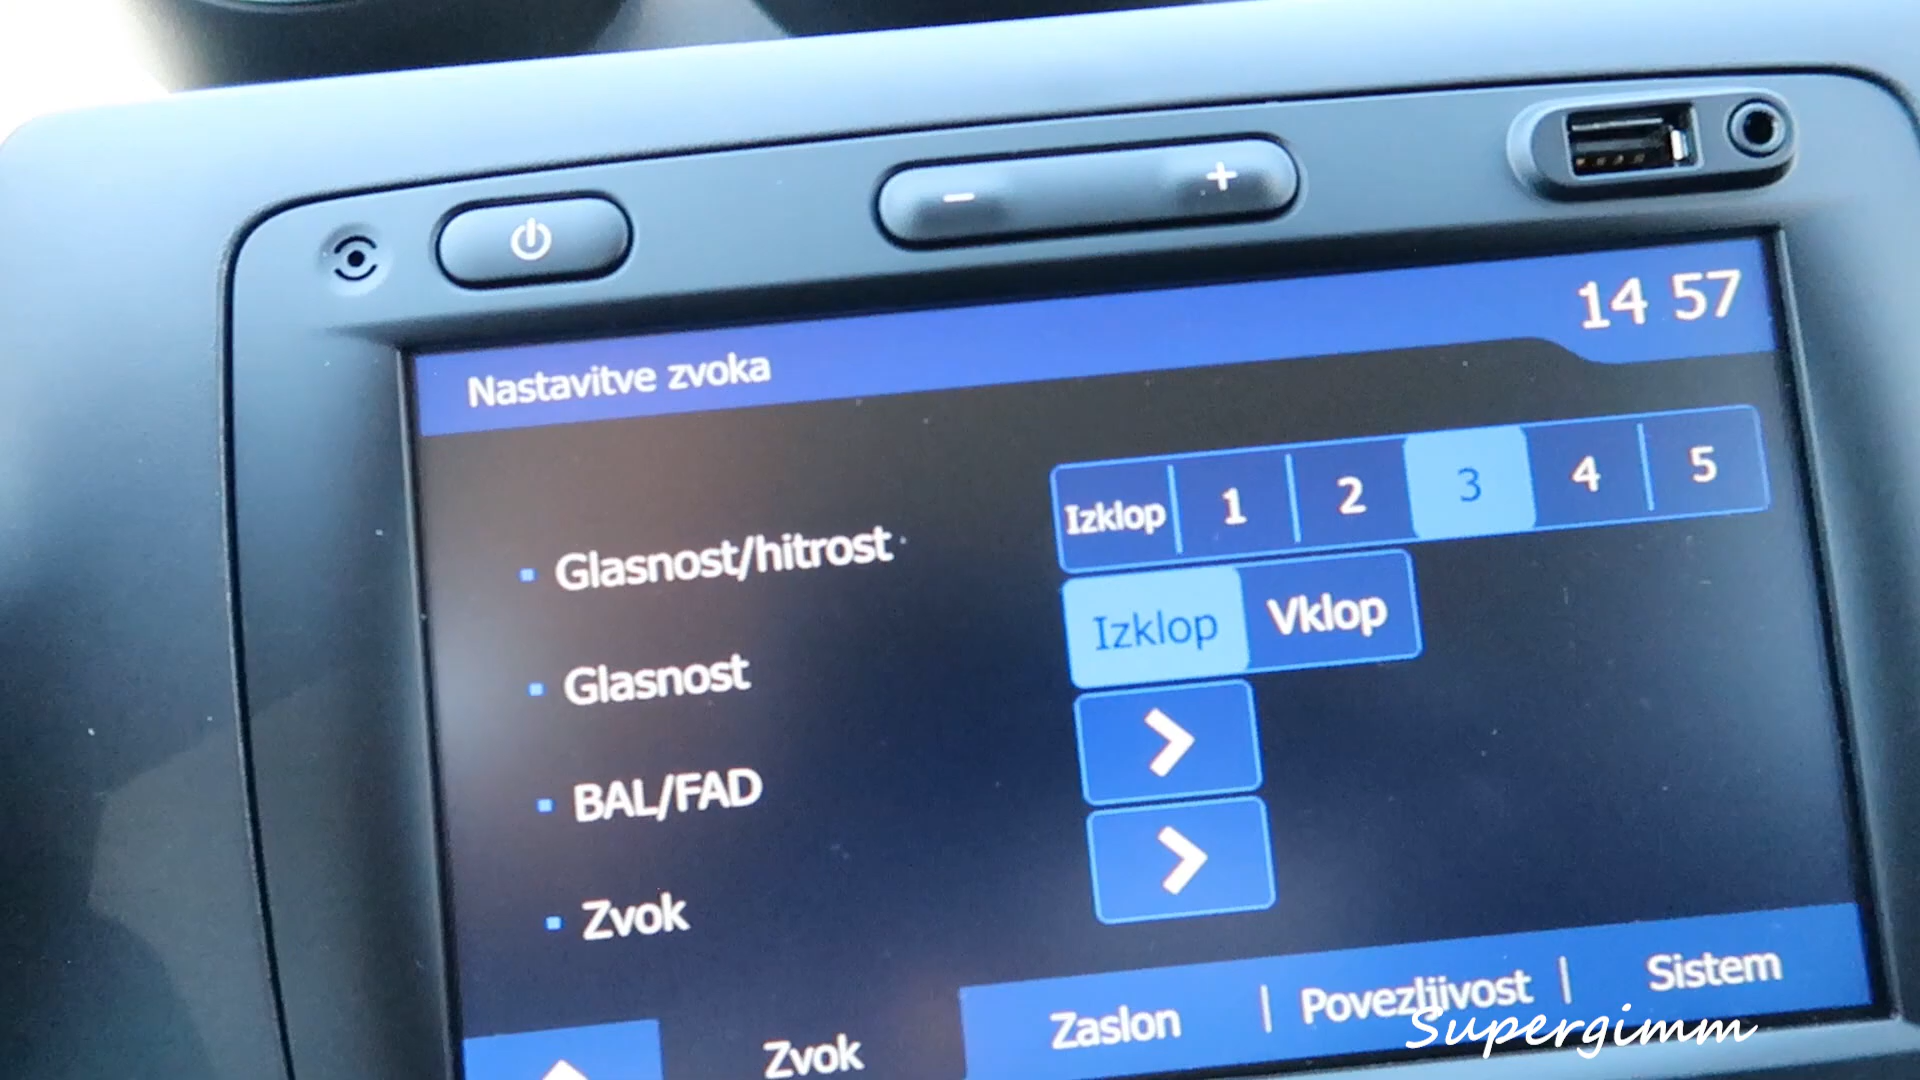 14 57
Nastavitve zvoka
Glasnost/hitrost Izklop 1 2 3 4 5
Glasnost Izklop Vklop
BAL/FAD
Zvok
Zvok Zaslon Povezljivost Sistem
Supergimm